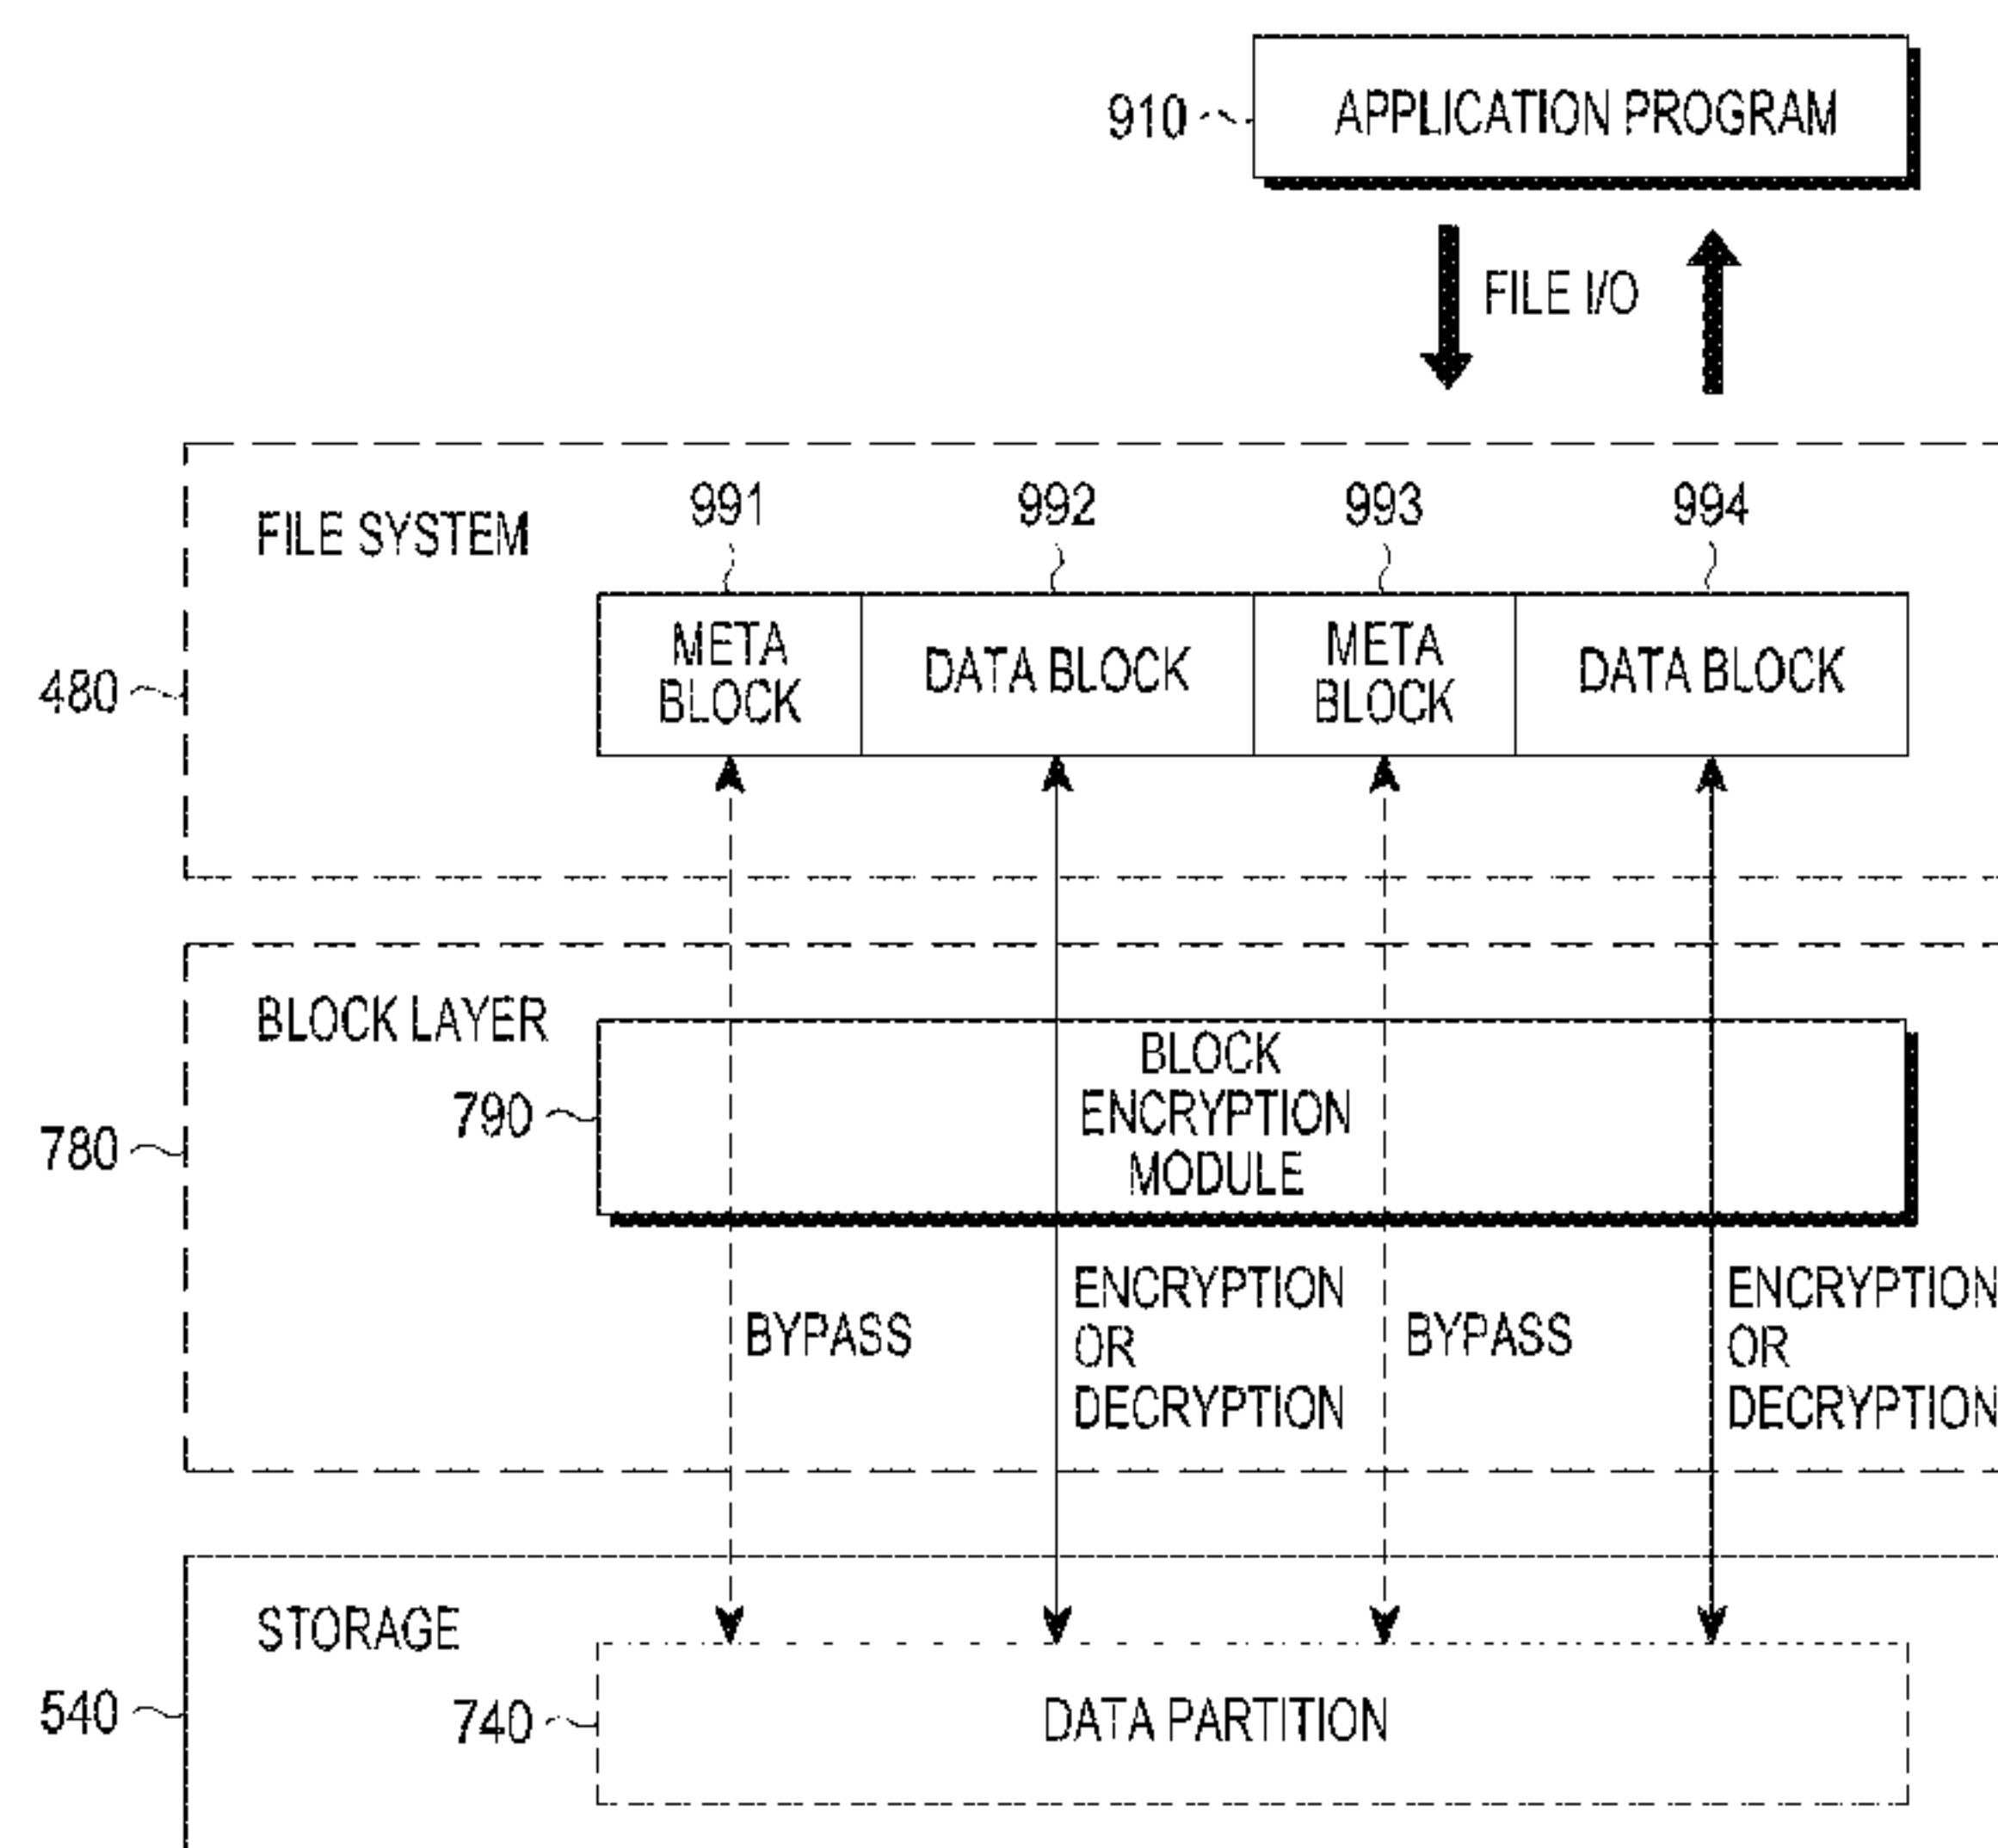 910 APPLICATION PROGRAM
FILE I/O
991 992 993 994
FILE SYSTEM
META BLOCK
DATA BLOCK
META BLOCK
DATA BLOCK
480
BLOCK LAYER
BLOCK
ENCRYPTION
MODULE
790
780
BYPASS
ENCRYPTION
OR
DECRYPTION
BYPASS
ENCRYPTION
OR
DECRYPTION
STORAGE
540
740
DATA PARTITION